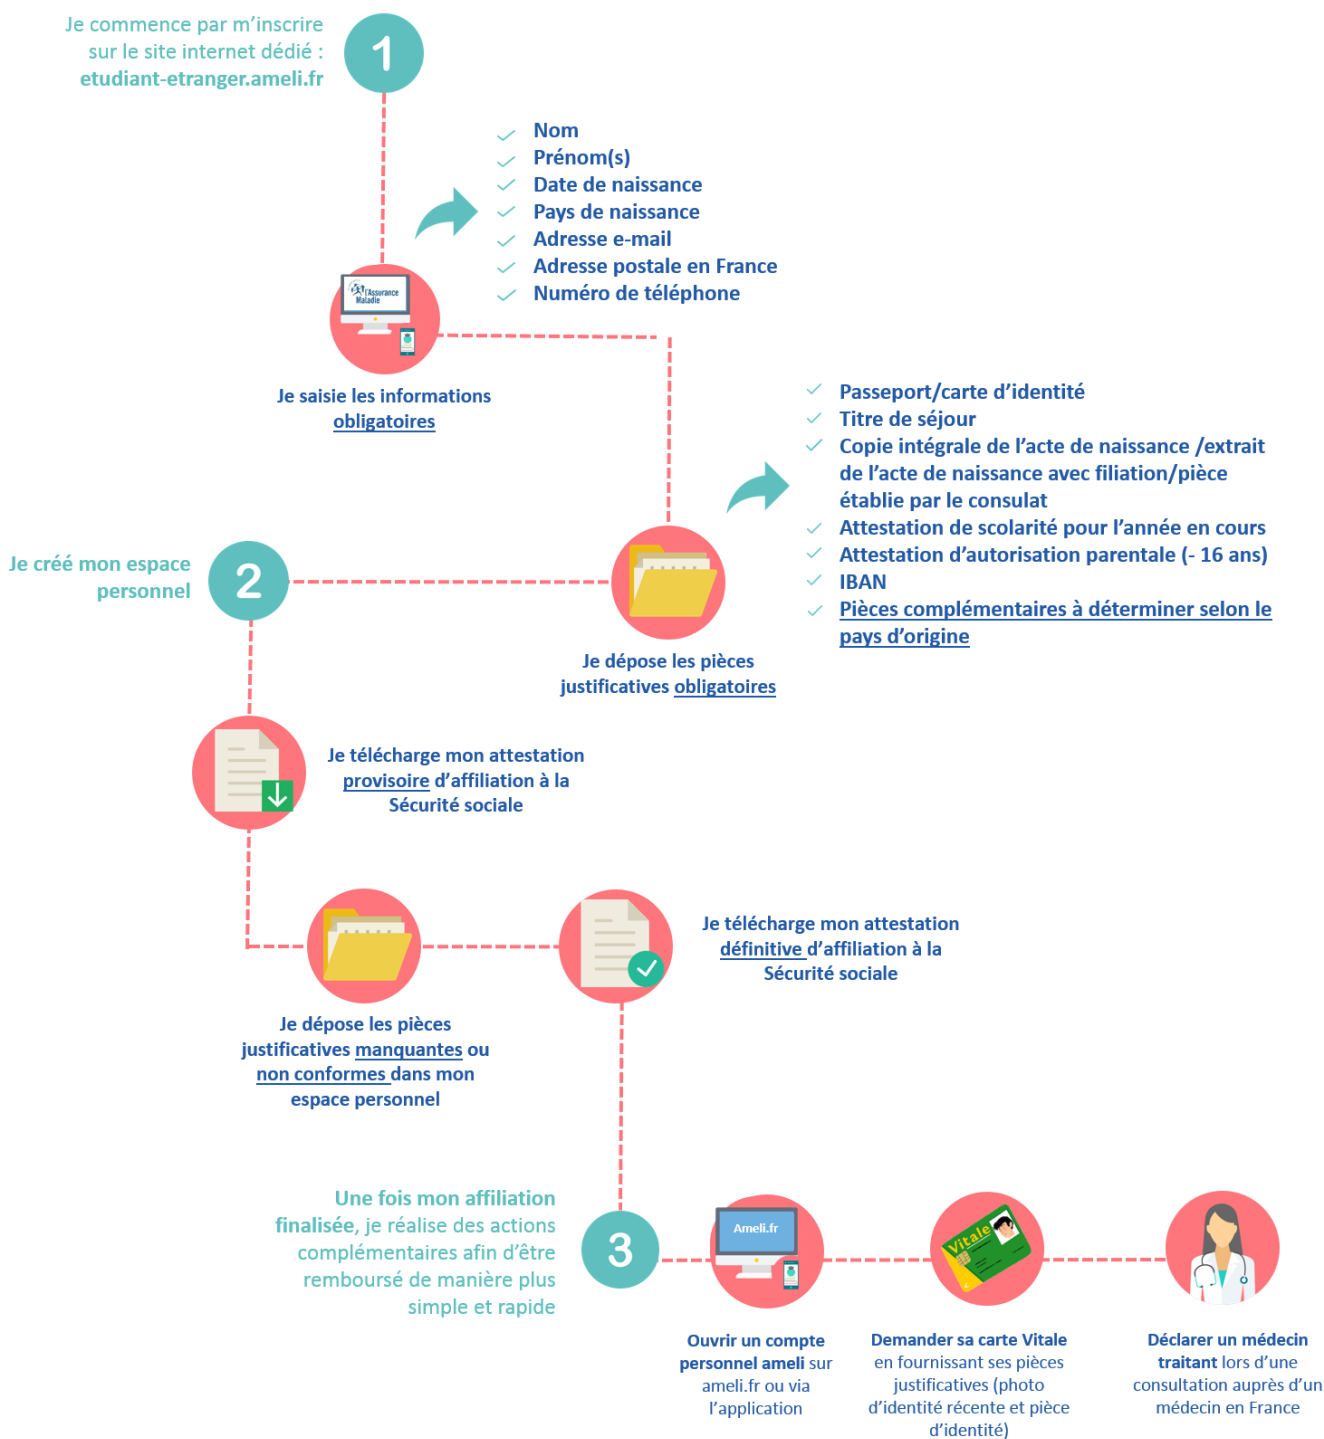 Je commence par m'inscrire
sur le site internet dédié :
etudiant-etranger.ameli.fr
1
Nom
Prénom(s)
Date de naissance
Pays de naissance
Adresse e-mail
Adresse postale en France
Numéro de téléphone
l'Assurance
Maladie
Je saisie les informations
obligatoires
Passeport/carte d'identité
Titre de séjour
Copie intégrale de l'acte de naissance /extrait
de l'acte de naissance avec filiation/pièce
établie par le consulat
Attestation de scolarité pour l'année en cours
Attestation d'autorisation parentale (- 16 ans)
IBAN
Pièces complémentaires à déterminer selon le
pays d'origine
Je dépose les pièces
justificatives obligatoires
Je créé mon espace
personnel
2
Je télécharge mon attestation
provisoire d'affiliation à la
Sécurité sociale
Je dépose les pièces
justificatives manquantes ou
non conformes dans mon
espace personnel
Je télécharge mon attestation
définitive d'affiliation à la
Sécurité sociale
Une fois mon affiliation
finalisée, je réalise des actions
complémentaires afin d'être
remboursé de manière plus
simple et rapide
3
Ameli.fr
Ouvrir un compte
personnel ameli sur
ameli.fr ou via
l'application
Vitale
Demander sa carte Vitale
en fournissant ses pièces
justificatives (photo
d'identité récente et pièce
d'identité)
Déclarer un médecin
traitant lors d'une
consultation auprès d'un
médecin en France